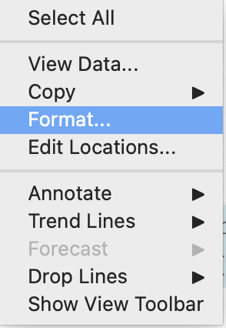 Select All
View Data...
Copy
Format...
Edit Locations...
Annotate
Trend Lines
Forecast
Drop Lines
Show View Toolbar